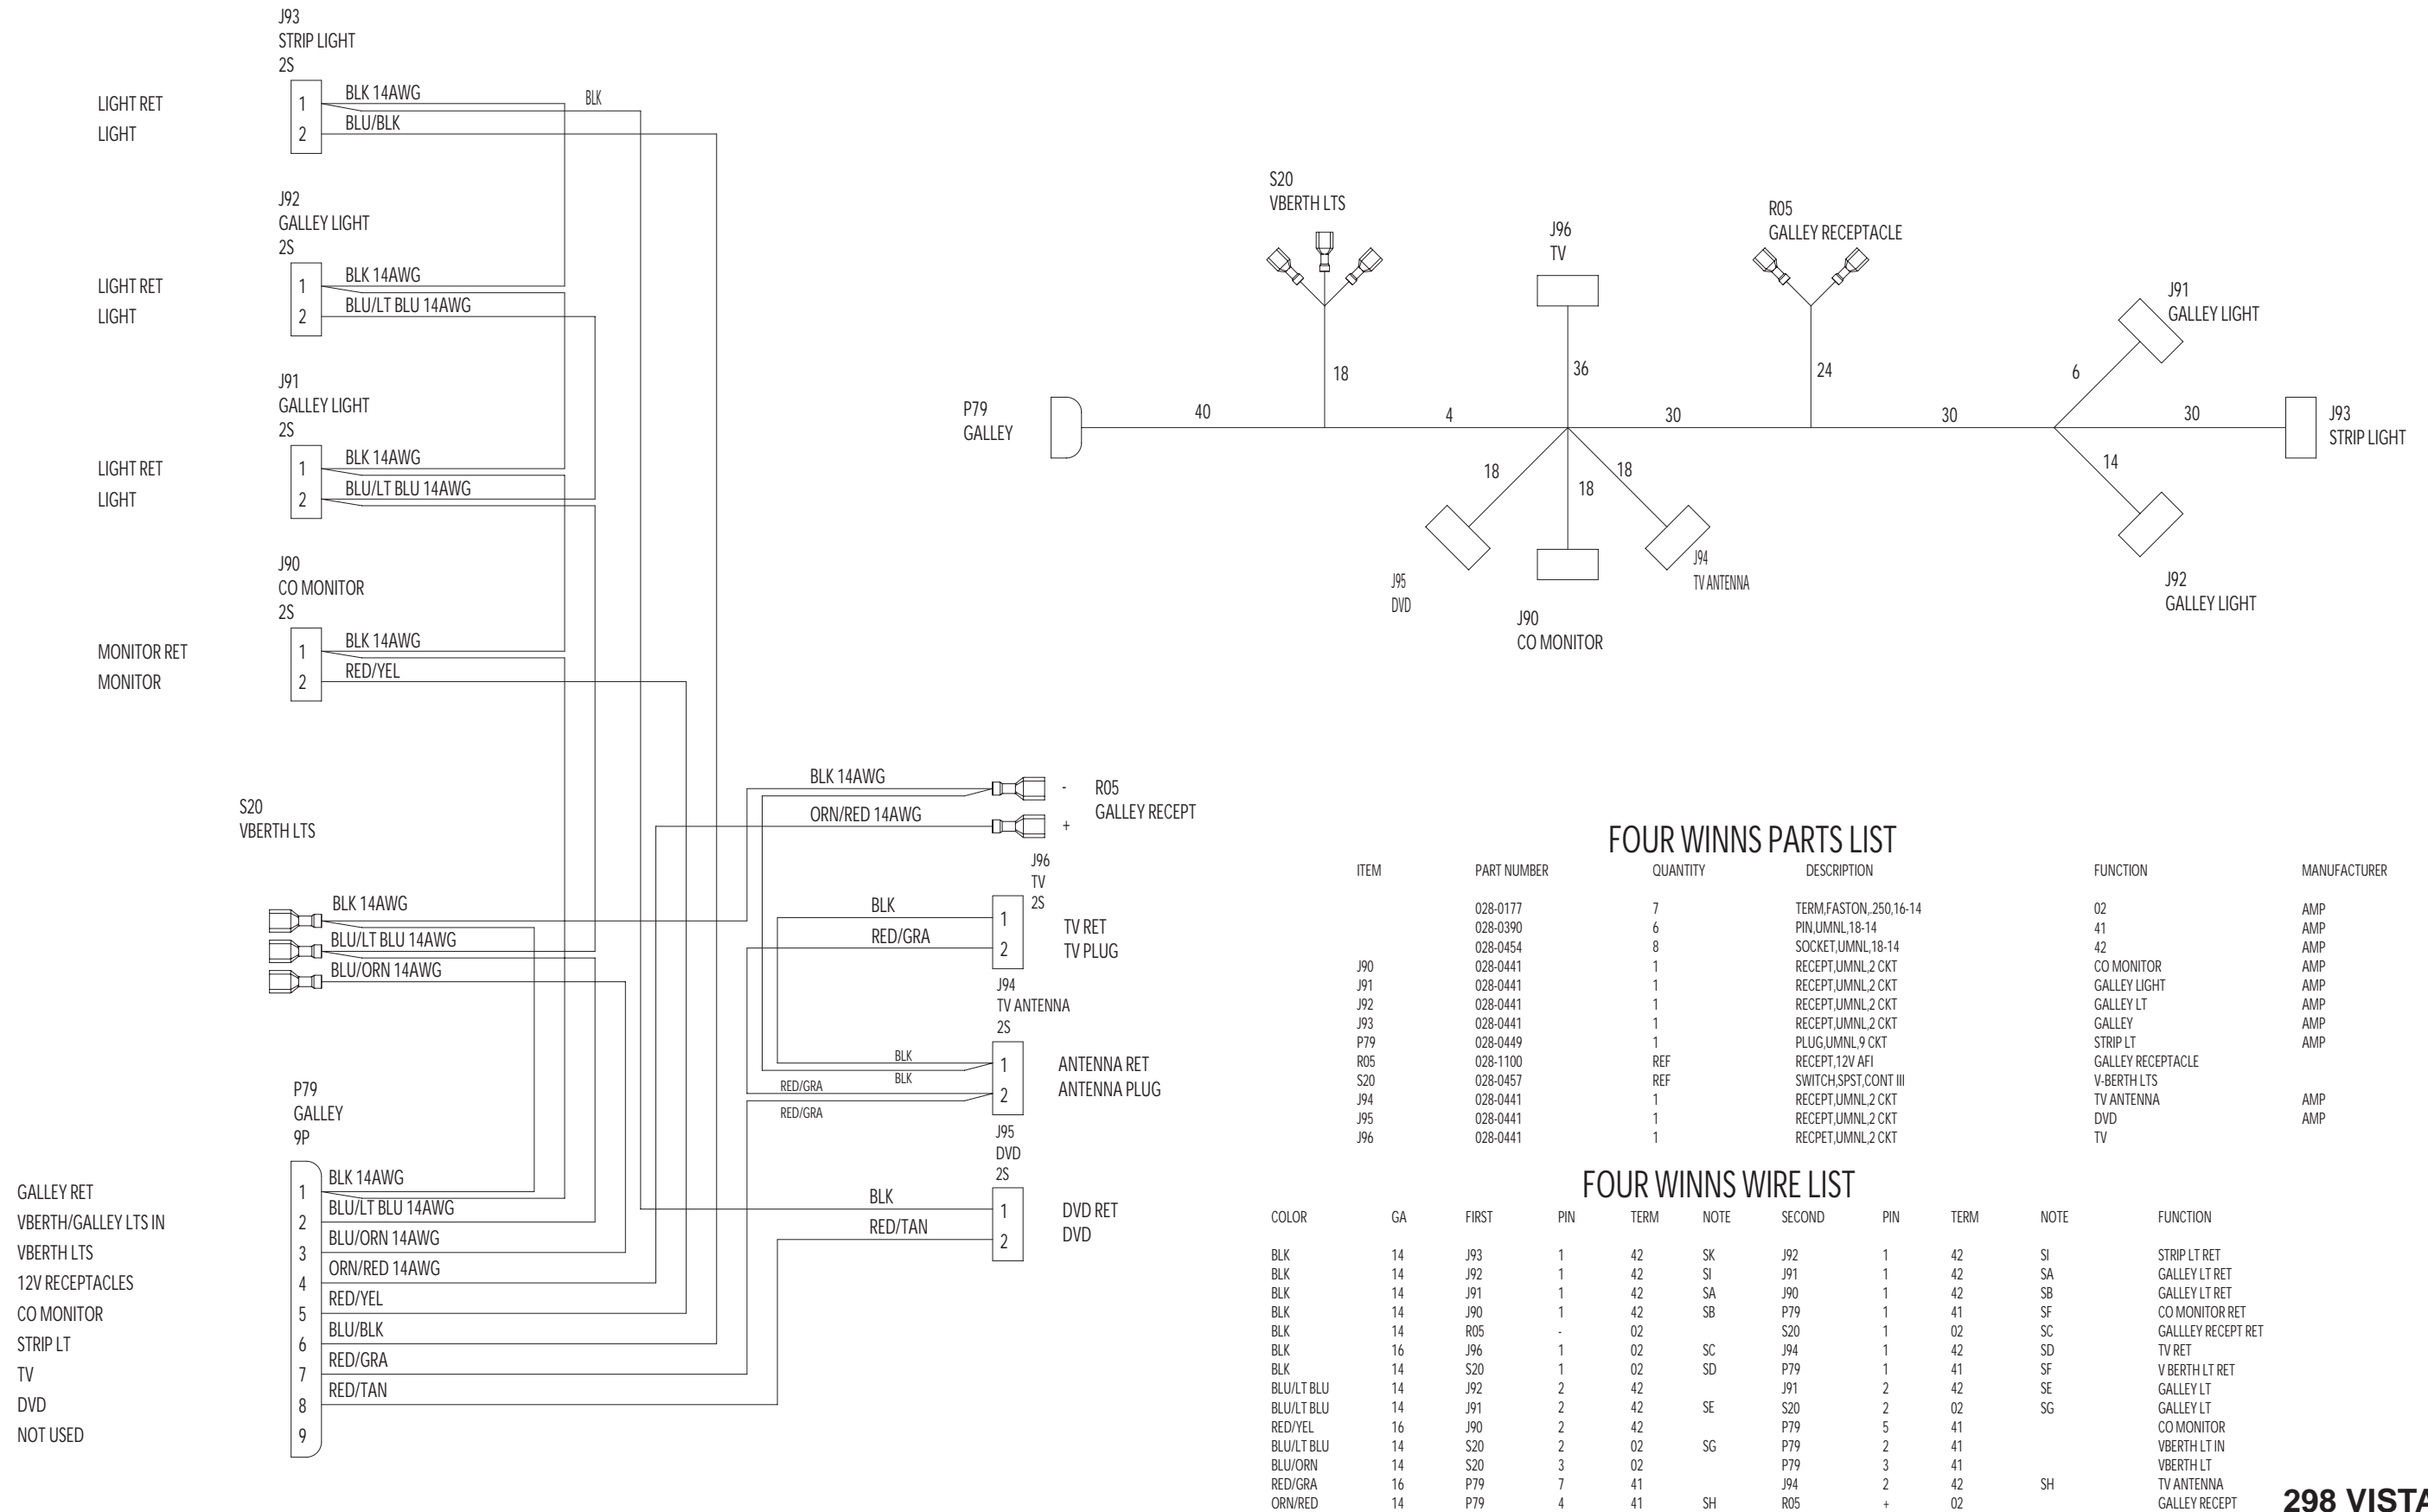 J93
STRIP LIGHT
2S
LIGHT RET
LIGHT
1
2
BLK 14AWG
BLK
BLU/BLK
J92
GALLEY LIGHT
2S
LIGHT RET
LIGHT
1
2
BLK 14AWG
BLU/LT BLU 14AWG
J91
GALLEY LIGHT
2S
LIGHT RET
LIGHT
1
2
BLK 14AWG
BLU/LT BLU 14AWG
J90
CO MONITOR
2S
MONITOR RET
MONITOR
1
2
BLK 14AWG
RED/YEL
S20
VBERTH LTS
BLK 14AWG
BLU/LT BLU 14AWG
BLU/ORN 14AWG
P79
GALLEY
9P
GALLEY RET 1 BLK 14AWG
VBERTH/GALLEY LTS IN 2 BLU/LT BLU 14AWG
VBERTH LTS 3 BLU/ORN 14AWG
12V RECEPTACLES 4 ORN/RED 14AWG
CO MONITOR 5 RED/YEL
STRIP LT 6 BLU/BLK
TV 7 RED/GRA
DVD 8 RED/TAN
NOT USED 9
BLK 14AWG - R05
ORN/RED 14AWG + GALLEY RECEPT
J96
TV
2S
BLK 1 TV RET
RED/GRA 2 TV PLUG
J94
TV ANTENNA
2S
BLK 1 ANTENNA RET
BLK
RED/GRA 2 ANTENNA PLUG
RED/GRA
J95
DVD
2S
BLK 1 DVD RET
RED/TAN 2 DVD
S20
VBERTH LTS
J96
TV
R05
GALLEY RECEPTACLE
J91
GALLEY LIGHT
18
36
24
6
P79
GALLEY
40
4
30
30
30
J93
STRIP LIGHT
18
18
18
14
J95
DVD
J90
CO MONITOR
J94
TV ANTENNA
J92
GALLEY LIGHT
FOUR WINNS PARTS LIST
ITEM PART NUMBER QUANTITY DESCRIPTION FUNCTION MANUFACTURER
028-0177 7 TERM,FASTON,.250,16-14 02 AMP
028-0390 6 PIN,UMNL,18-14 41 AMP
028-0454 8 SOCKET,UMNL,18-14 42 AMP
J90 028-0441 1 RECEPT,UMNL,2 CKT CO MONITOR AMP
J91 028-0441 1 RECEPT,UMNL,2 CKT GALLEY LIGHT AMP
J92 028-0441 1 RECEPT,UMNL,2 CKT GALLEY LT AMP
J93 028-0441 1 RECEPT,UMNL,2 CKT GALLEY AMP
P79 028-0449 1 PLUG,UMNL,9 CKT STRIP LT AMP
R05 028-1100 REF RECEPT,12V AFI GALLEY RECEPTACLE
S20 028-0457 REF SWITCH,SPST,CONT III V-BERTH LTS
J94 028-0441 1 RECEPT,UMNL,2 CKT TV ANTENNA AMP
J95 028-0441 1 RECEPT,UMNL,2 CKT DVD AMP
J96 028-0441 1 RECPET,UMNL,2 CKT TV
FOUR WINNS WIRE LIST
COLOR GA FIRST PIN TERM NOTE SECOND PIN TERM NOTE FUNCTION
BLK 14 J93 1 42 SK J92 1 42 SI STRIP LT RET
BLK 14 J92 1 42 SI J91 1 42 SA GALLEY LT RET
BLK 14 J91 1 42 SA J90 1 42 SB GALLEY LT RET
BLK 14 J90 1 42 SB P79 1 41 SF CO MONITOR RET
BLK 14 R05 - 02 S20 1 02 SC GALLLEY RECEPT RET
BLK 16 J96 1 02 SC J94 1 42 SD TV RET
BLK 14 S20 1 02 SD P79 1 41 SF V BERTH LT RET
BLU/LT BLU 14 J92 2 42 J91 2 42 SE GALLEY LT
BLU/LT BLU 14 J91 2 42 SE S20 2 02 SG GALLEY LT
RED/YEL 16 J90 2 42 P79 5 41 CO MONITOR
BLU/LT BLU 14 S20 2 02 SG P79 2 41 VBERTH LT IN
BLU/ORN 14 S20 3 02 P79 3 41 VBERTH LT
RED/GRA 16 P79 7 41 J94 2 42 SH TV ANTENNA
ORN/RED 14 P79 4 41 SH R05 + 02 GALLEY RECEPT
298 VISTA